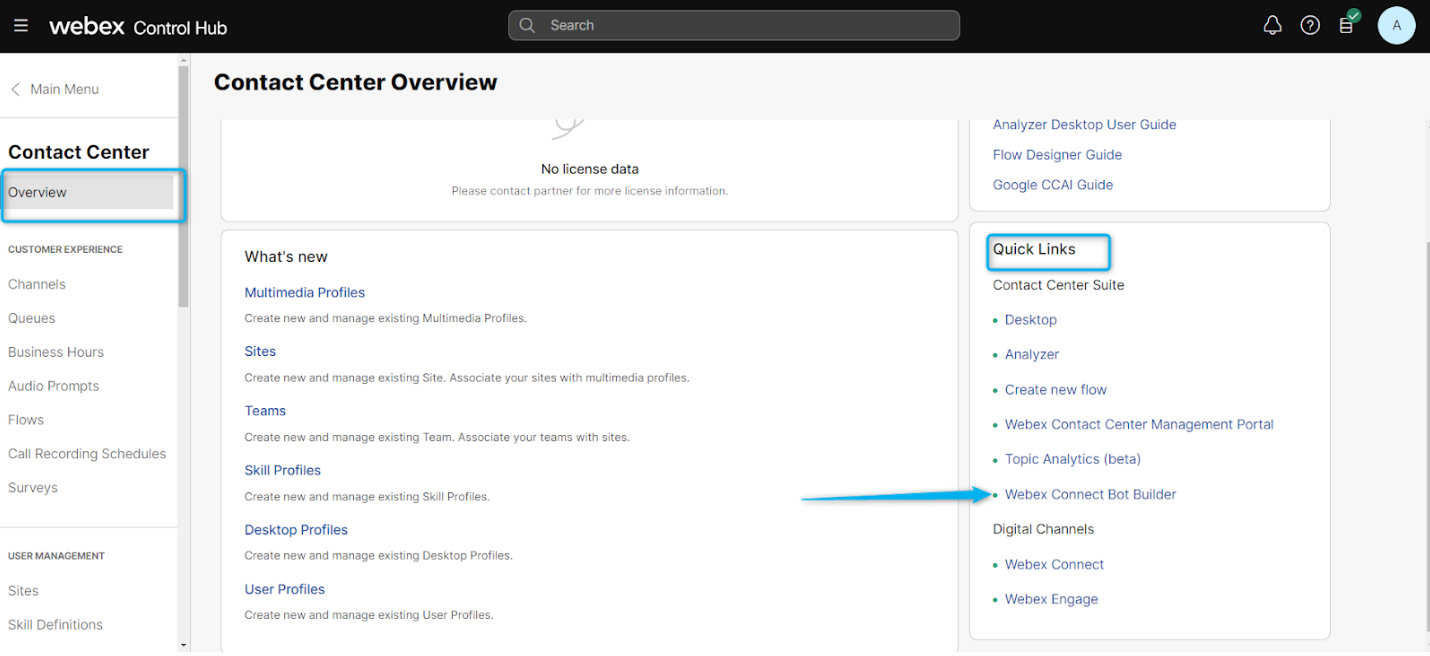 webex Control Hub
Search
A
Main Menu
Contact Center
Overview
CUSTOMER EXPERIENCE
Channels
Queues
Business Hours
Audio Prompts
Flows
Call Recording Schedules
Surveys
USER MANAGEMENT
Sites
Skill Definitions
Contact Center Overview
No license data
Please contact partner for more license information.
What's new
Multimedia Profiles
Create new and manage existing Multimedia Profiles.
Sites
Create new and manage existing Site. Associate your sites with multimedia profiles.
Teams
Create new and manage existing Team. Associate your teams with sites.
Skill Profiles
Create new and manage existing Skill Profiles.
Desktop Profiles
Create new and manage existing Desktop Profiles.
User Profiles
Create new and manage existing User Profiles.
Analyzer Desktop User Guide
Flow Designer Guide
Google CCAI Guide
Quick Links
Contact Center Suite
Desktop
Analyzer
Create new flow
Webex Contact Center Management Portal
Topic Analytics (beta)
Webex Connect Bot Builder
Digital Channels
Webex Connect
Webex Engage